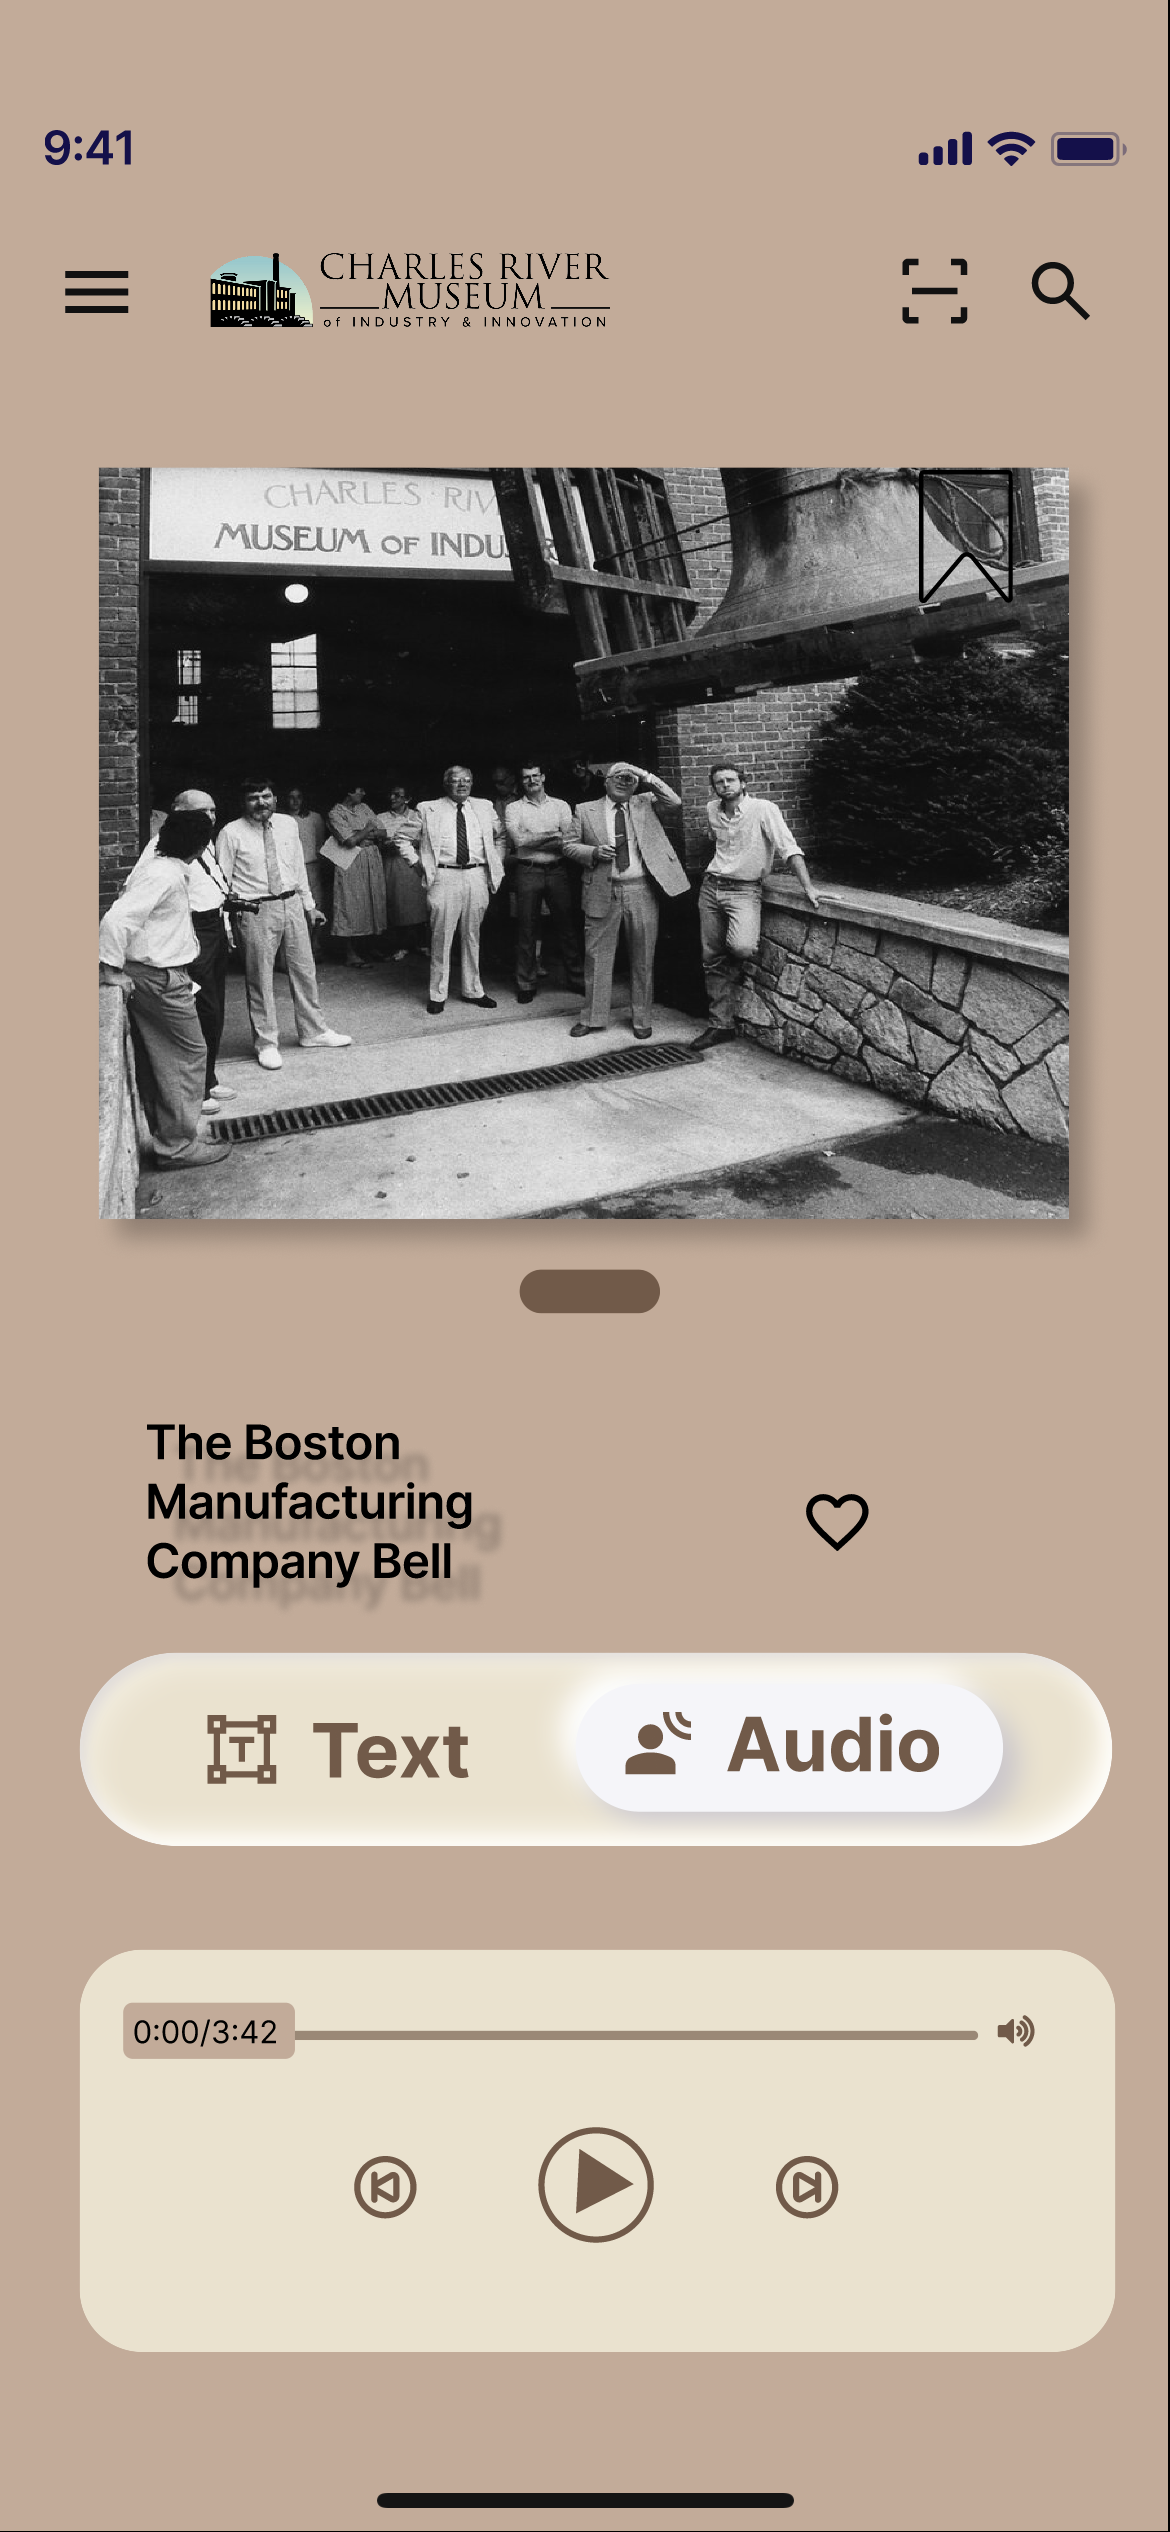 9:41
CHARLES RIVER
MUSEUM
of INDUSTRY & INNOVATION
CHARLES RIV
MUSEUM OF INDUS
The Boston
Manufacturing
Company Bell
T Text
Audio
0:00/3:42